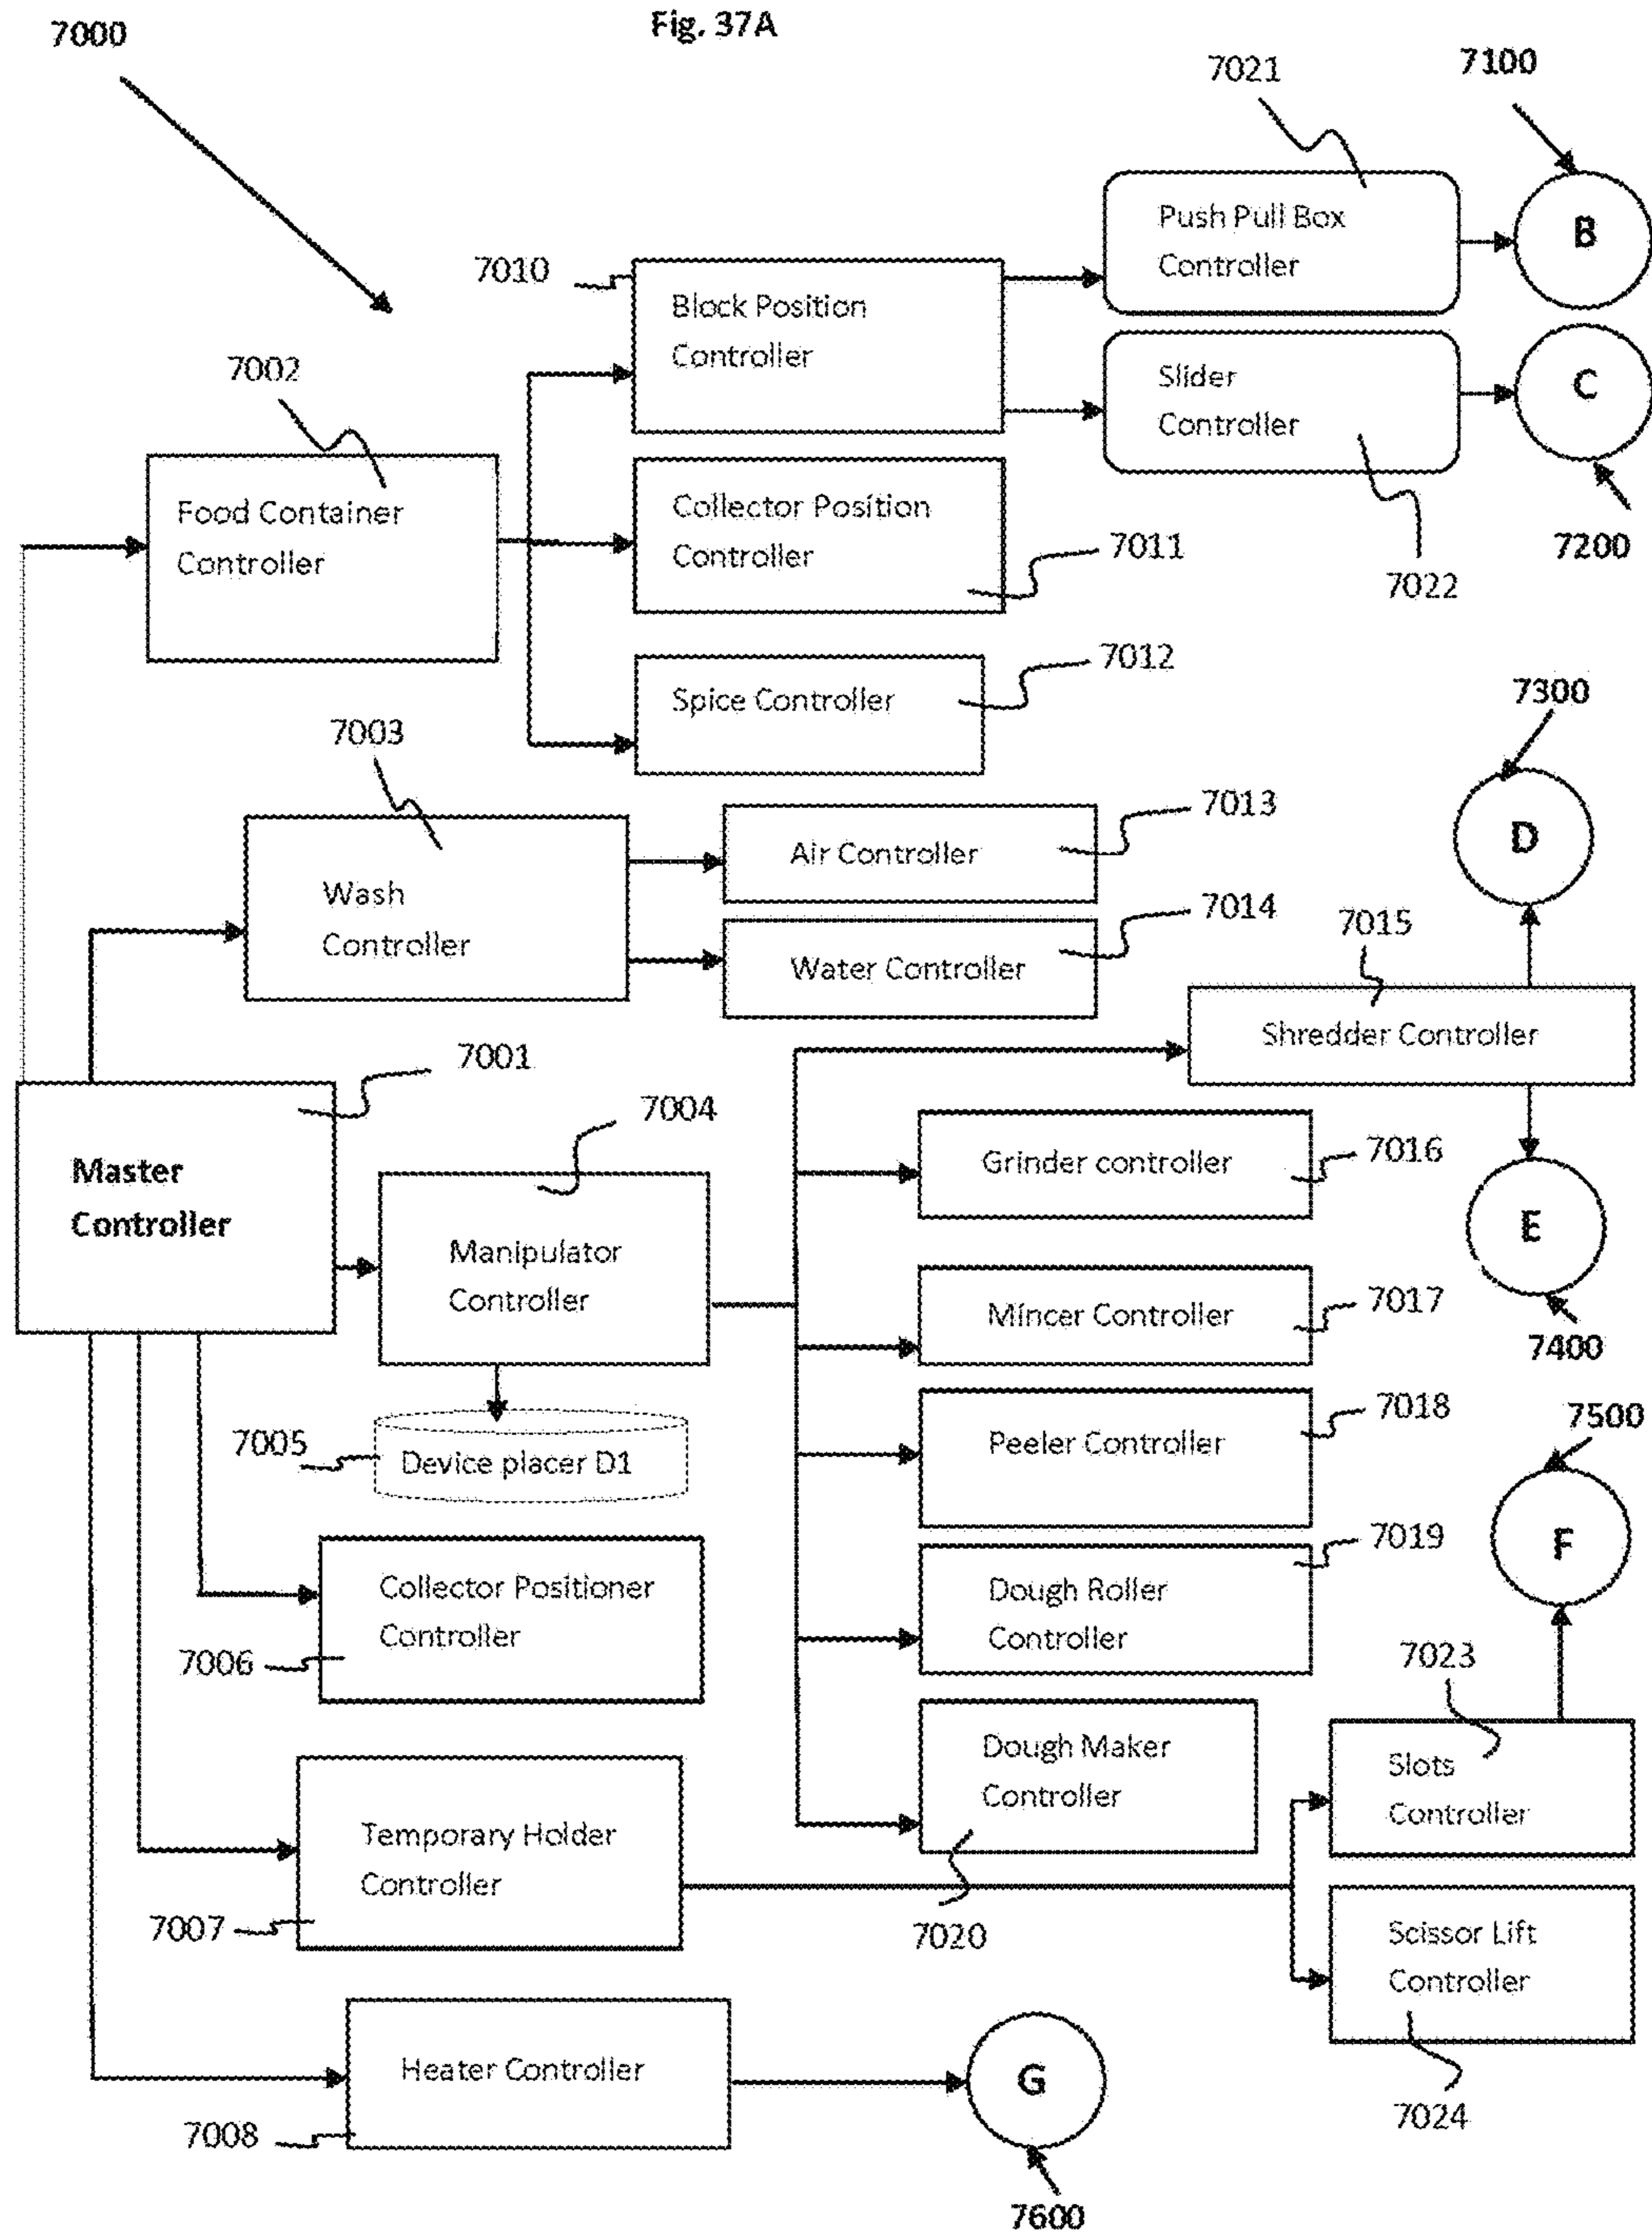 Fig. 37A
7000
7021
7100
Push Pull Box
Controller
B
7010
Block Position
Controller
7002
Slider
Controller
C
Food Container
Controller
Collector Position
Controller
7011
7200
7022
7012
Spice Controller
7300
7003
7013
Air Controller
D
Wash
Controller
7014
Water Controller
7015
Shredder Controller
7001
7004
Grinder controller
7016
Master
Controller
E
Manipulator
Controller
Mincer Controller
7017
7400
7005
Device placer D1
Peeler Controller
7018
7500
7019
F
Collector Positioner
Controller
Dough Roller
Controller
7006
7023
Dough Maker
Controller
Slots
Controller
Temporary Holder
Controller
7007
7020
Scissor Lift
Controller
Heater Controller
G
7008
7024
7600